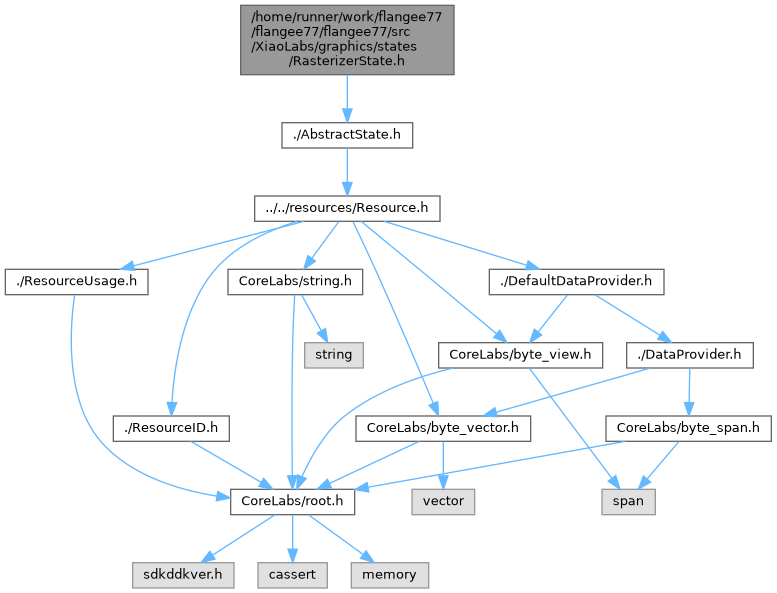 /home/runner/work/flangee77
/flangee77/flangee77/src
/XiaoLabs/graphics/states
/RasterizerState.h
./AbstractState.h
../../resources/Resource.h
./ResourceUsage.h
CoreLabs/string.h
./DefaultDataProvider.h
string
CoreLabs/byte_view.h
./DataProvider.h
./ResourceID.h
CoreLabs/byte_vector.h
CoreLabs/byte_span.h
CoreLabs/root.h
vector
span
sdkddkver.h
cassert
memory